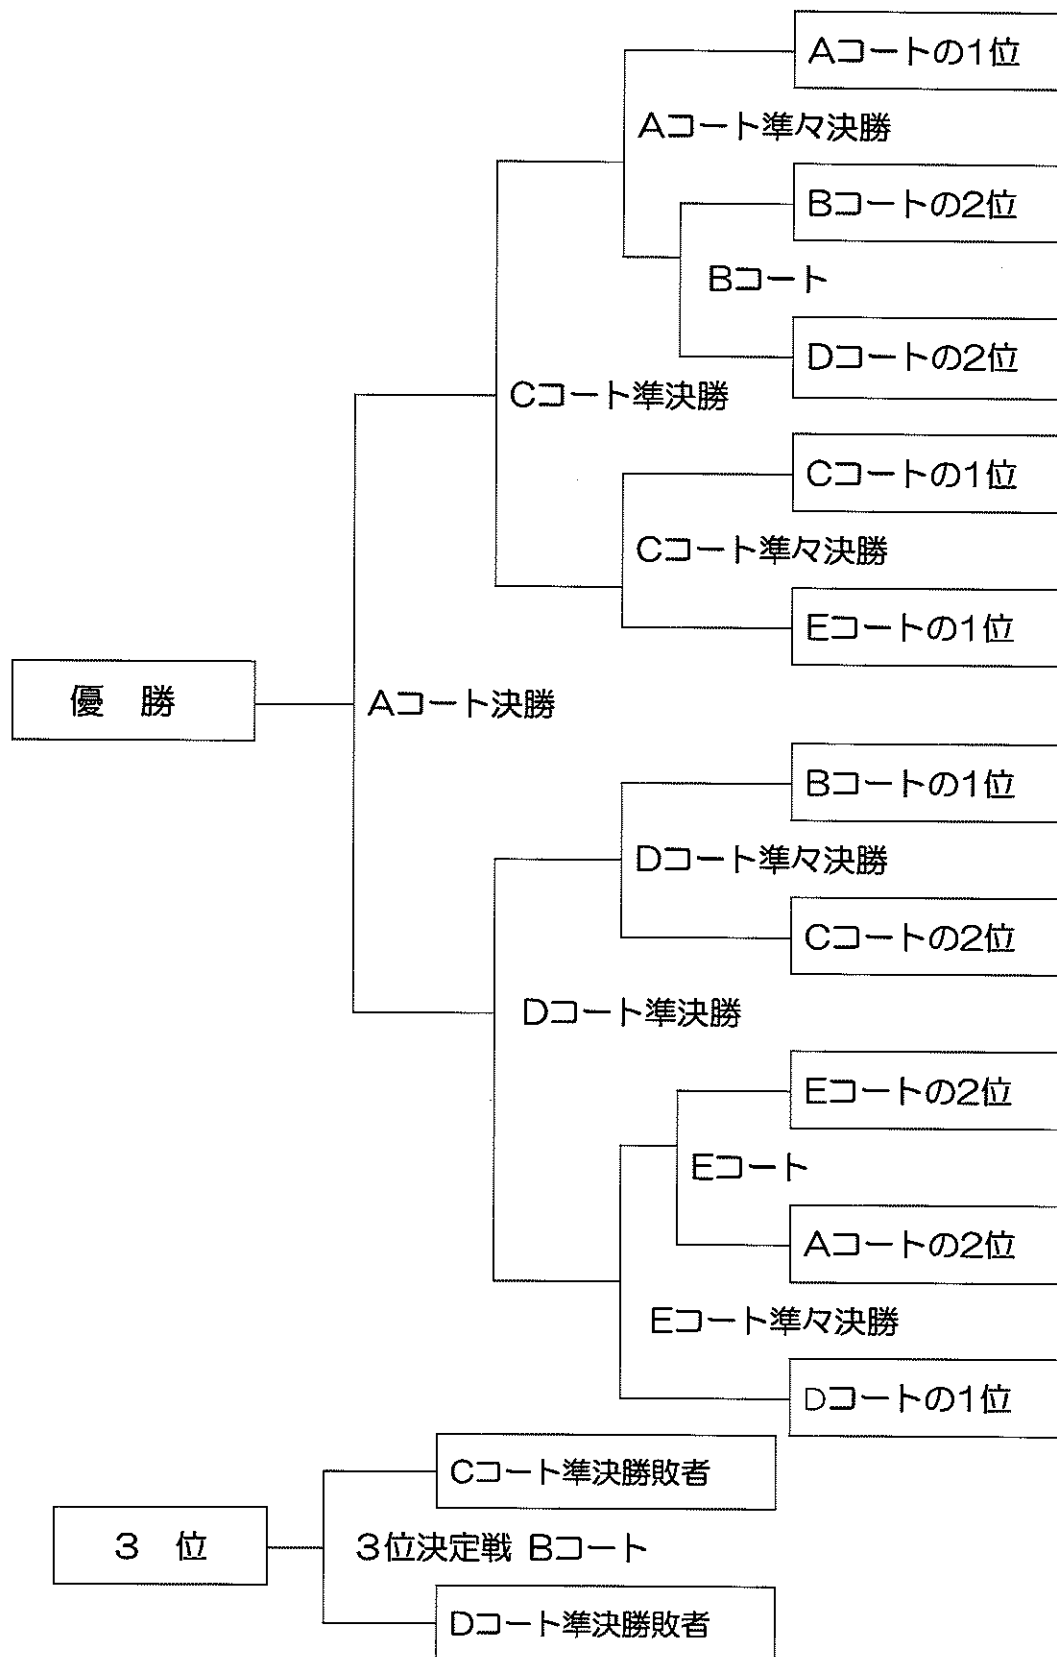 Aコートの1位
Aコート準々決勝
Bコートの2位
Bコート
Dコートの2位
Cコート準決勝
Cコートの1位
Cコート準々決勝
Eコートの1位
優　勝
Aコート決勝
Bコートの1位
Dコート準々決勝
Cコートの2位
Dコート準決勝
Eコートの2位
Eコート
Aコートの2位
Eコート準々決勝
Dコートの1位
Cコート準決勝敗者
3　位
3位決定戦 Bコート
Dコート準決勝敗者